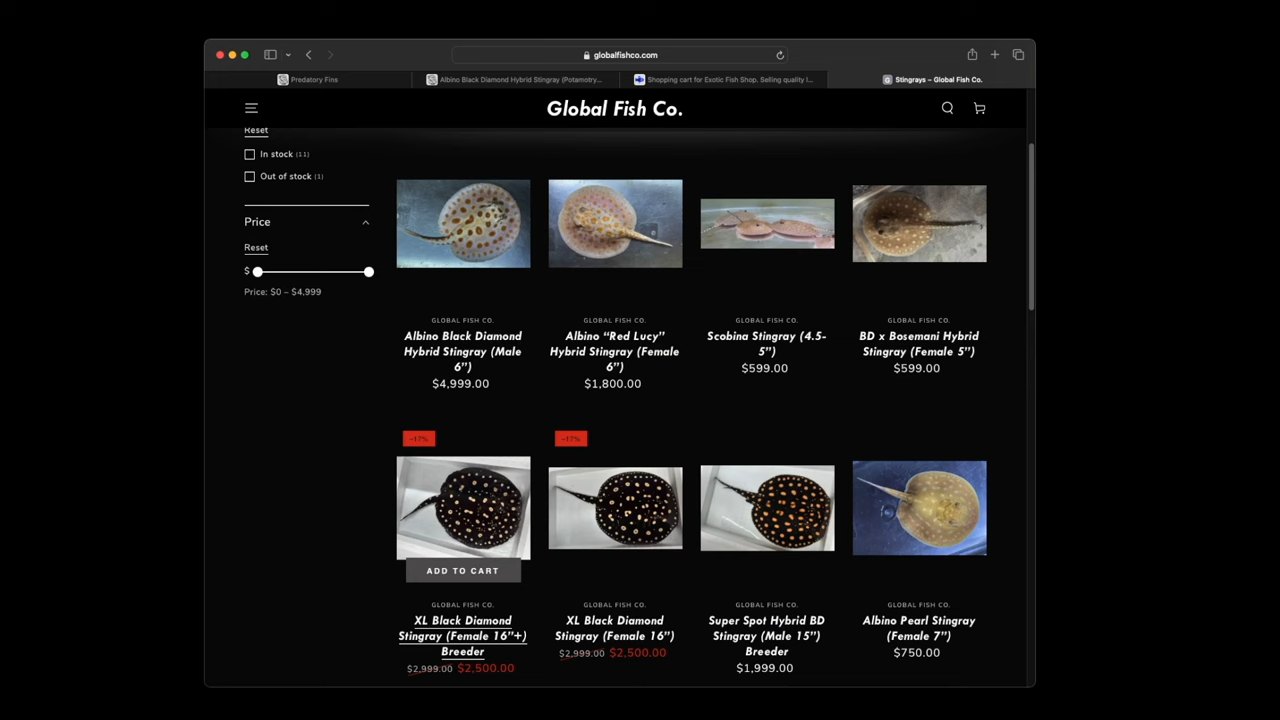 globalfishco.com
Predatory Fins
Albino Black Diamond Hybrid Stingray (Potamotry...
Shopping cart for Exotic Fish Shop. Selling quality l...
G
Stingrays – Global Fish Co.
Global Fish Co.
Reset
In stock (11)
Out of stock (1)
Price
Reset
$
Price: $0 – $4,999
GLOBAL FISH CO.
Albino Black Diamond
Hybrid Stingray (Male
6”)
$4,999.00
GLOBAL FISH CO.
Albino “Red Lucy”
Hybrid Stingray (Female
6”)
$1,800.00
GLOBAL FISH CO.
Scobina Stingray (4.5-
5”)
$599.00
GLOBAL FISH CO.
BD x Bosemani Hybrid
Stingray (Female 5”)
$599.00
-17%
ADD TO CART
GLOBAL FISH CO.
XL Black Diamond
Stingray (Female 16”+)
Breeder
$2,999.00 $2,500.00
-17%
GLOBAL FISH CO.
XL Black Diamond
Stingray (Female 16”)
$2,999.00 $2,500.00
GLOBAL FISH CO.
Super Spot Hybrid BD
Stingray (Male 15”)
Breeder
$1,999.00
GLOBAL FISH CO.
Albino Pearl Stingray
(Female 7”)
$750.00